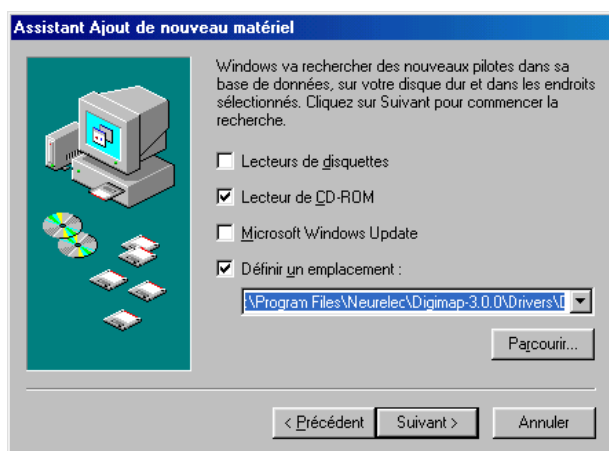 Assistant Ajout de nouveau matériel
Windows va rechercher des nouveaux pilotes dans sa
base de données, sur votre disque dur et dans les endroits
sélectionnés. Cliquez sur Suivant pour commencer la
recherche.
Lecteurs de disquettes
Lecteur de CD-ROM
Microsoft Windows Update
Définir un emplacement :
:\Program Files\Neurelec\Digimap-3.0.0\Drivers\
Parcourir...
< Précédent
Suivant >
Annuler